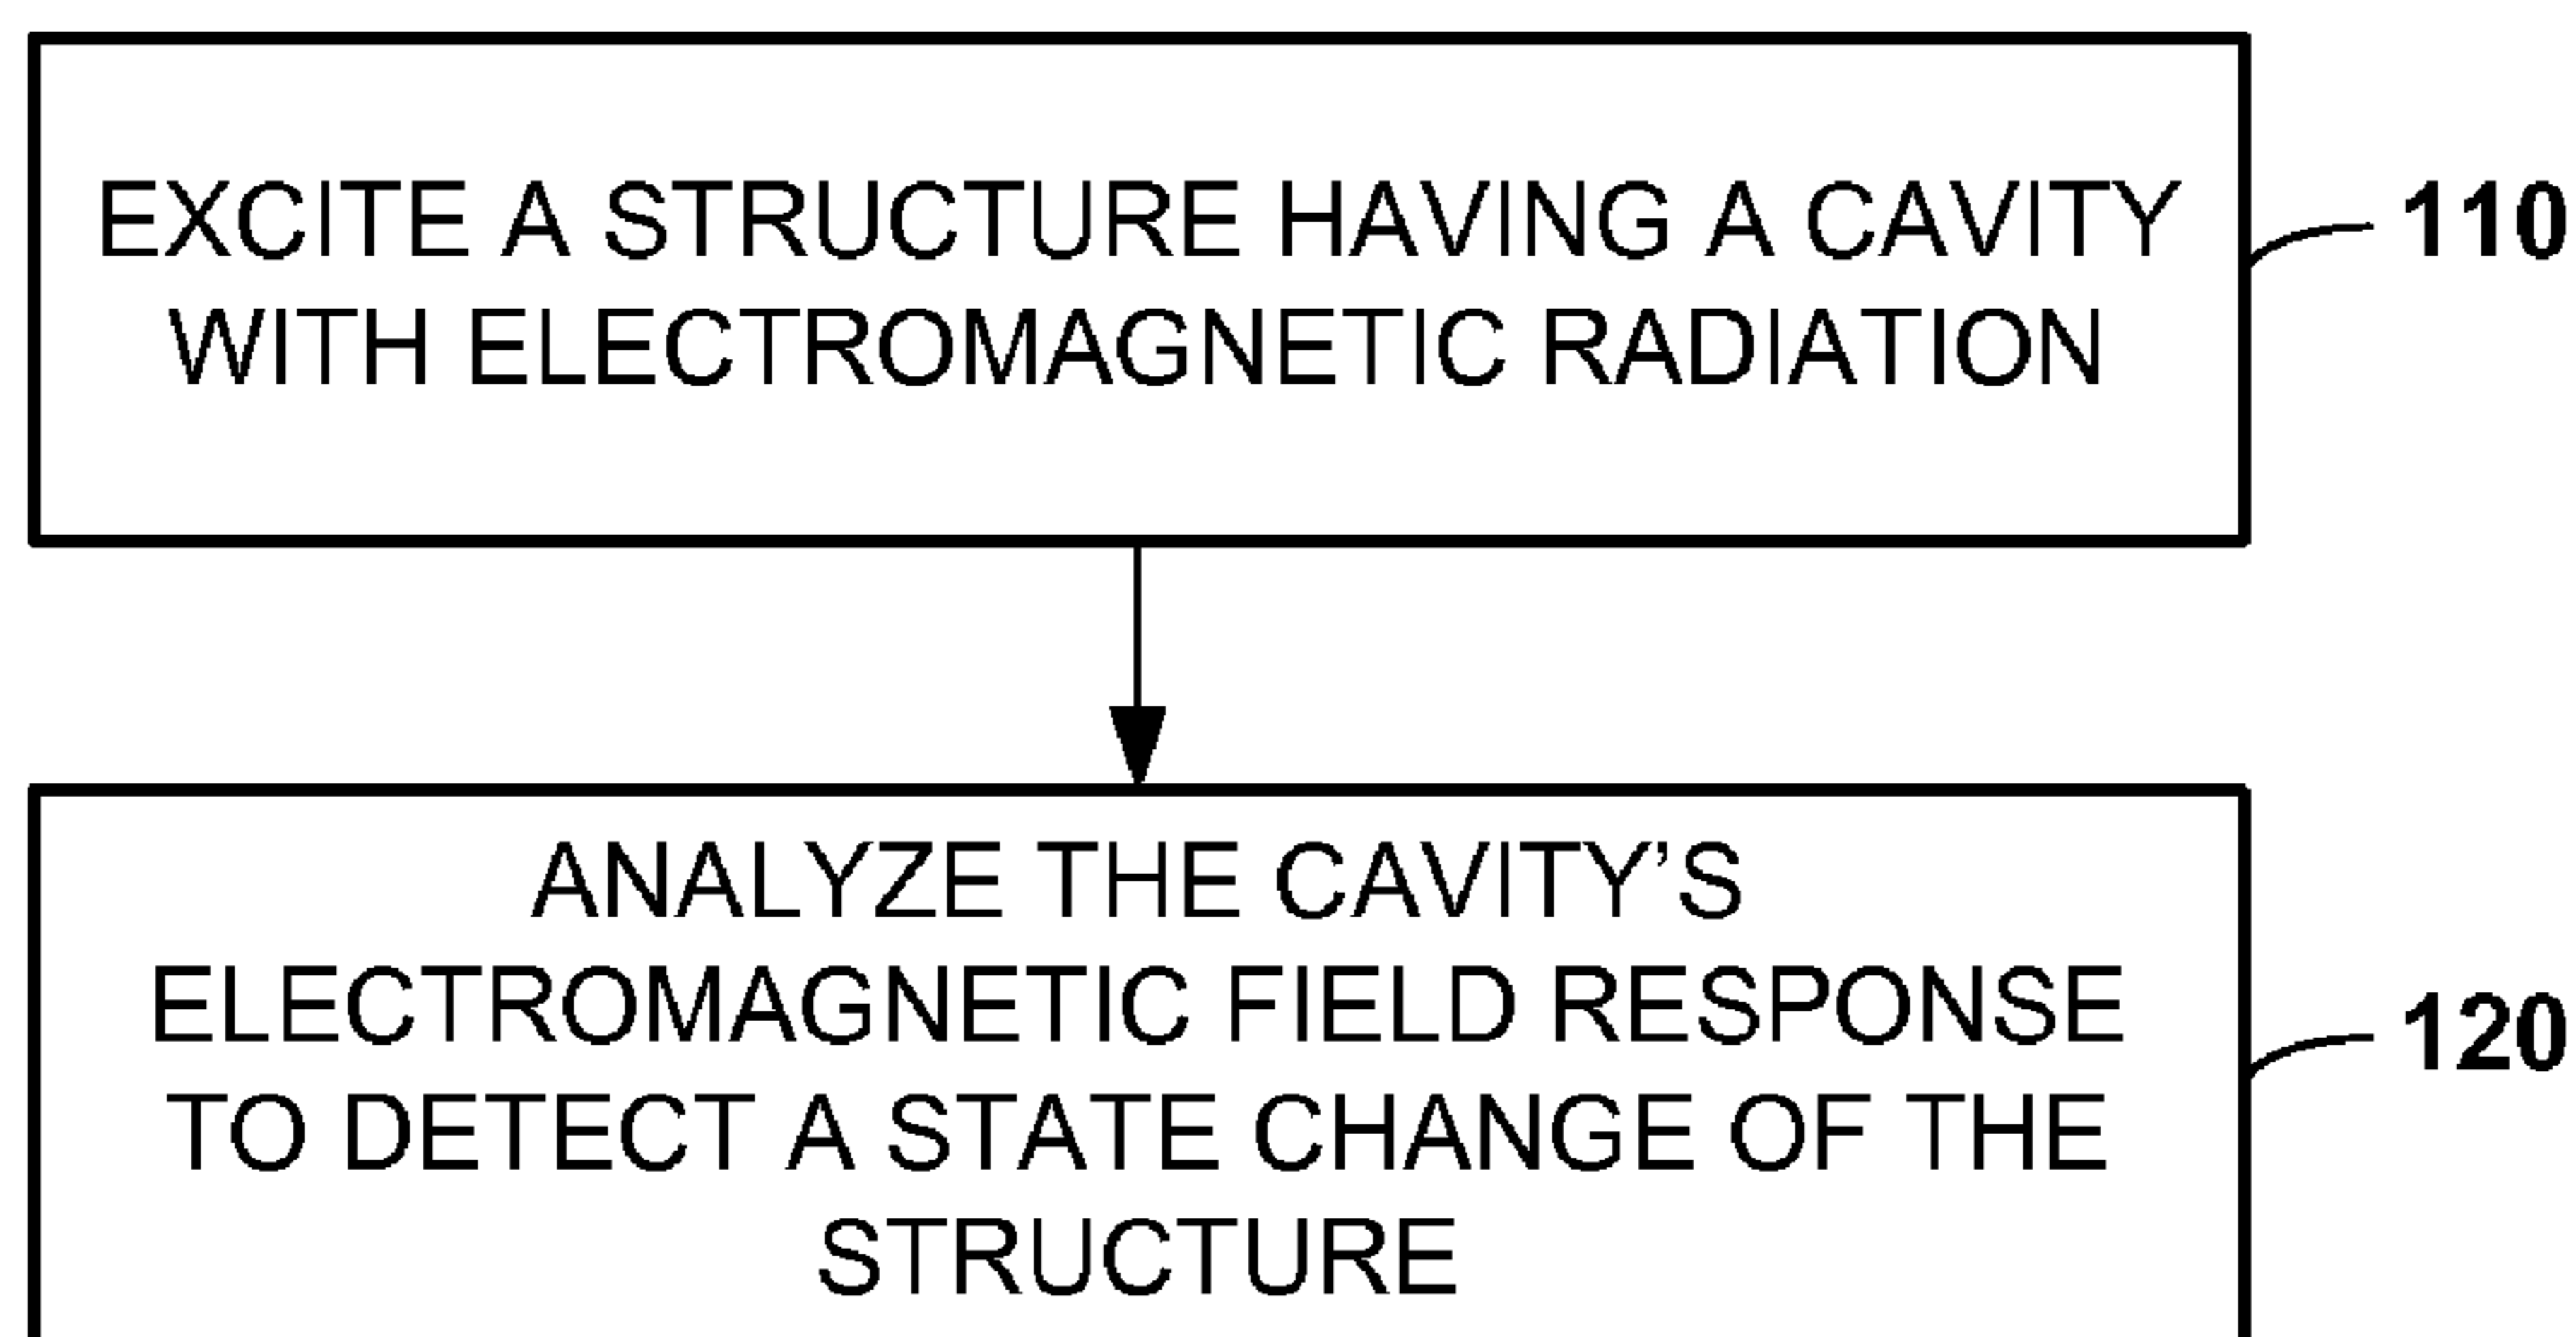 EXCITE A STRUCTURE HAVING A CAVITY
WITH ELECTROMAGNETIC RADIATION
110
ANALYZE THE CAVITY’S
ELECTROMAGNETIC FIELD RESPONSE
TO DETECT A STATE CHANGE OF THE
STRUCTURE
120